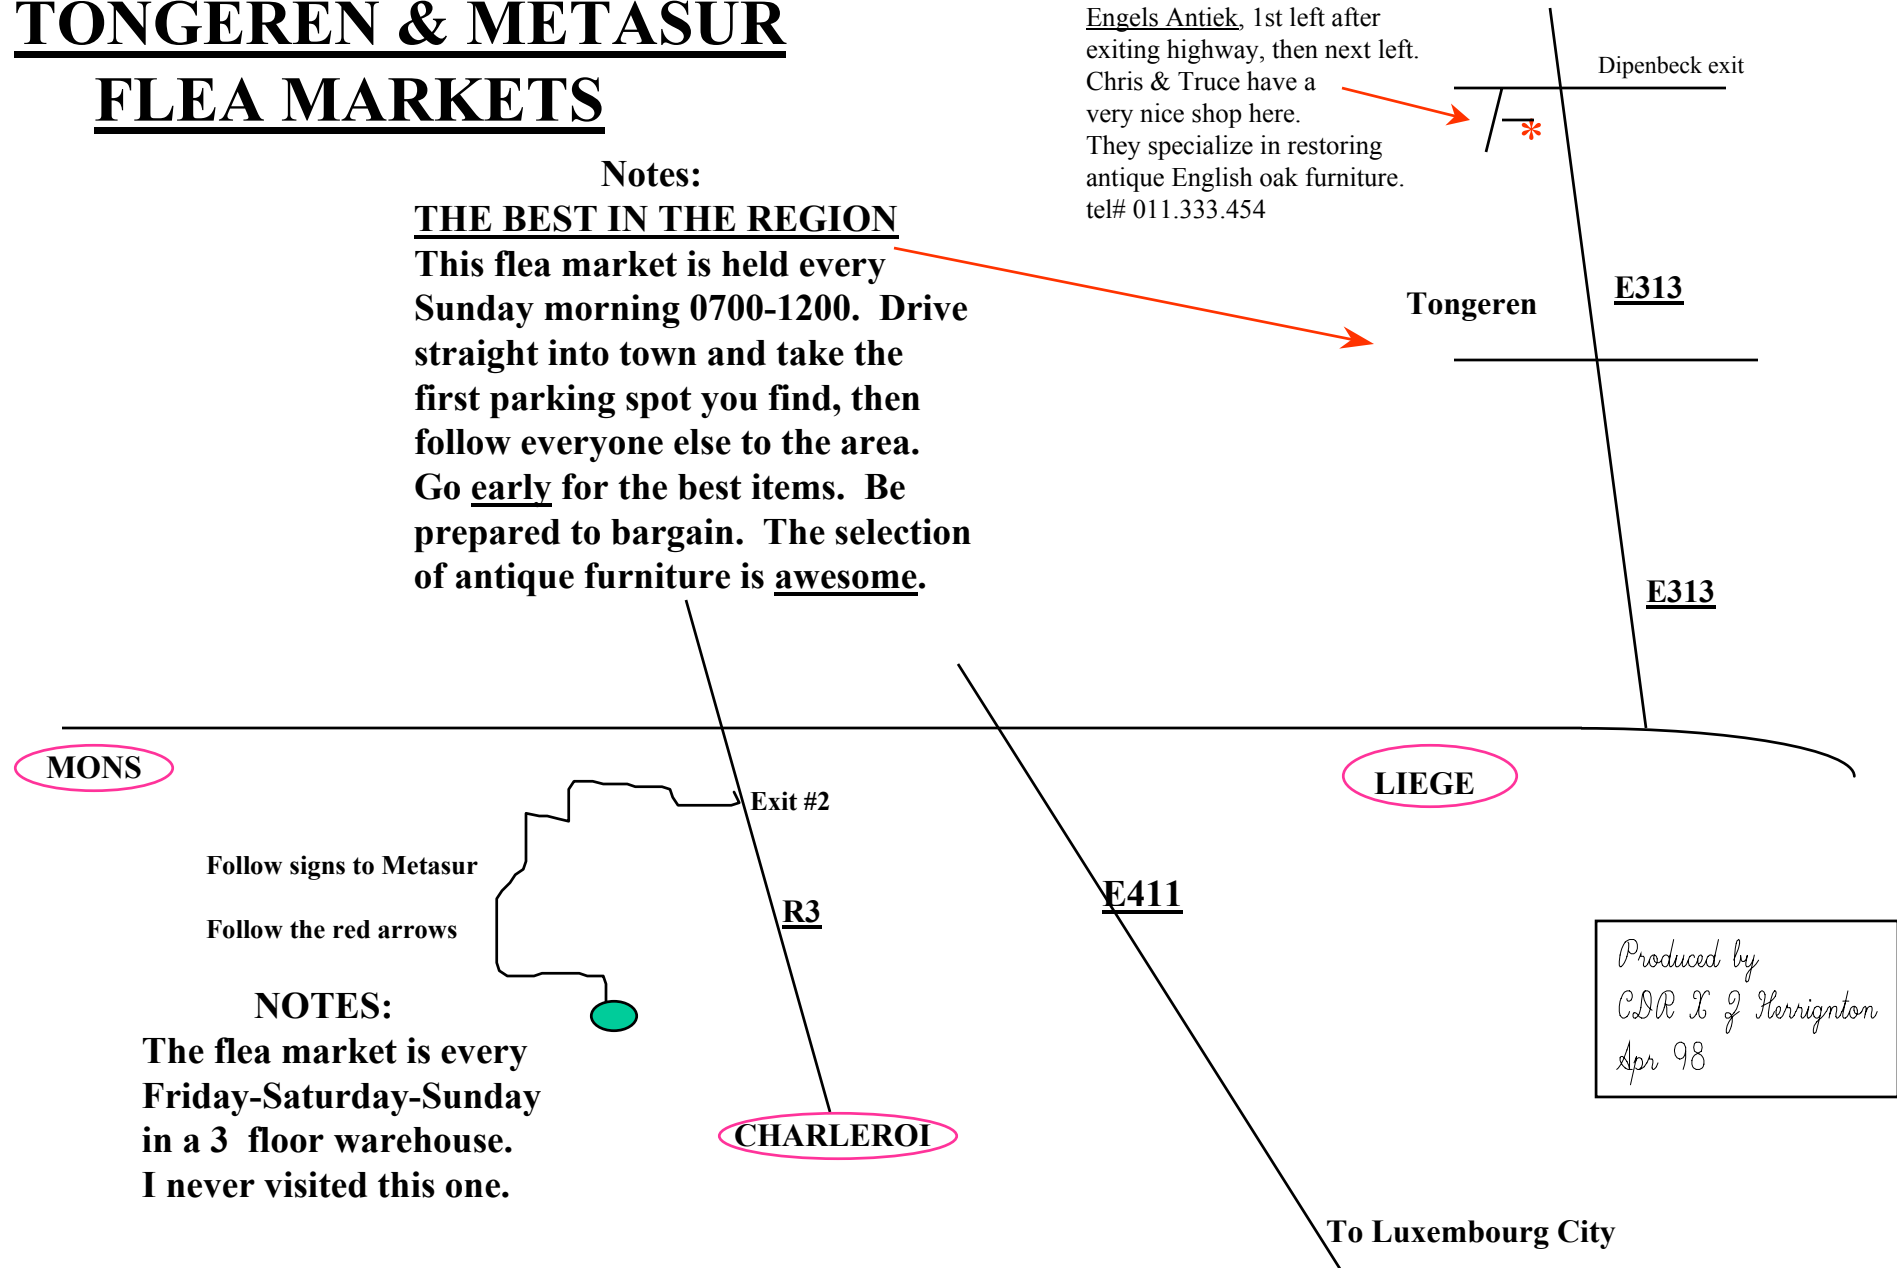 TONGEREN & METASUR
FLEA MARKETS
Engels Antiek, 1st left after
exiting highway, then next left.
Chris & Truce have a
very nice shop here.
They specialize in restoring
antique English oak furniture.
tel# 011.333.454
Dipenbeck exit
Notes:
THE BEST IN THE REGION
This flea market is held every
Sunday morning 0700-1200.  Drive
straight into town and take the
first parking spot you find, then
follow everyone else to the area.
Go early for the best items.  Be
prepared to bargain.  The selection
of antique furniture is awesome.
Tongeren
E313
E313
MONS
LIEGE
Exit #2
Follow signs to Metasur
Follow the red arrows
R3
E411
NOTES:
The flea market is every
Friday-Saturday-Sunday
in a 3  floor warehouse.
I never visited this one.
CHARLEROI
To Luxembourg City
Produced by
CDR X J Herrignton
Apr 98